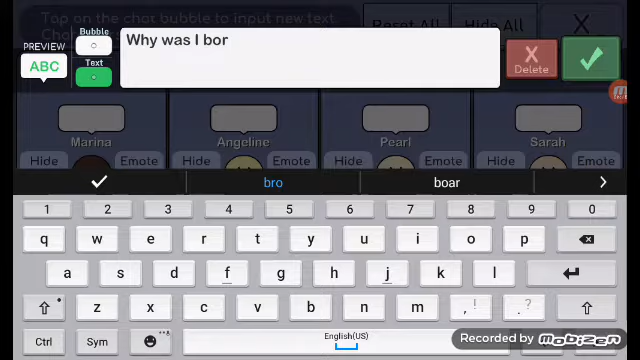 Tap on the chat bubble to input new text.
Reset All
Hide All
X
PREVIEW
ABC
Bubble
Text
Why was I bor
X
Delete
Marina
Angeline
Pearl
Sarah
Hide
Emote
Hide
Emote
Hide
Emote
Hide
Emote
bro
boar
1 2 3 4 5 6 7 8 9 0
q w e r t y u i o p
a s d f g h j k l
z x c v b n m , ! . ?
Ctrl
Sym
English(US)
Recorded by Mobizen